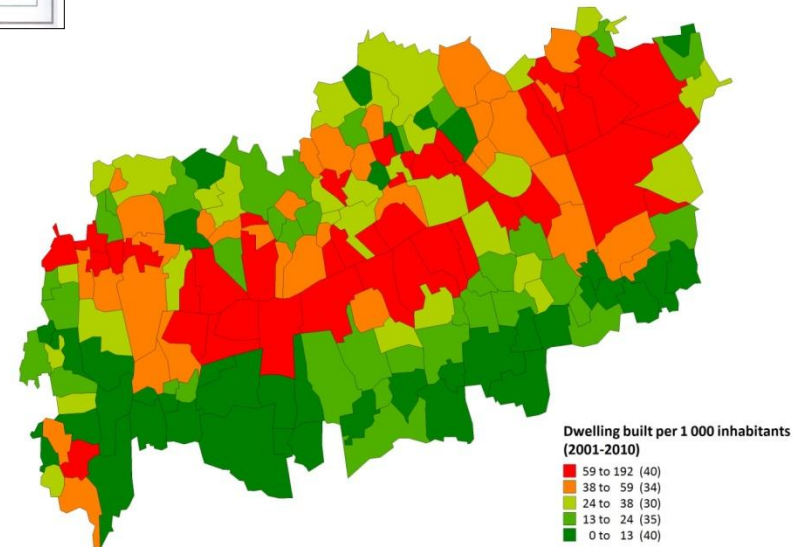 Dwelling built per 1 000 inhabitants
(2001-2010)
59 to 192 (40)
38 to 59 (34)
24 to 38 (30)
13 to 24 (35)
0 to 13 (40)